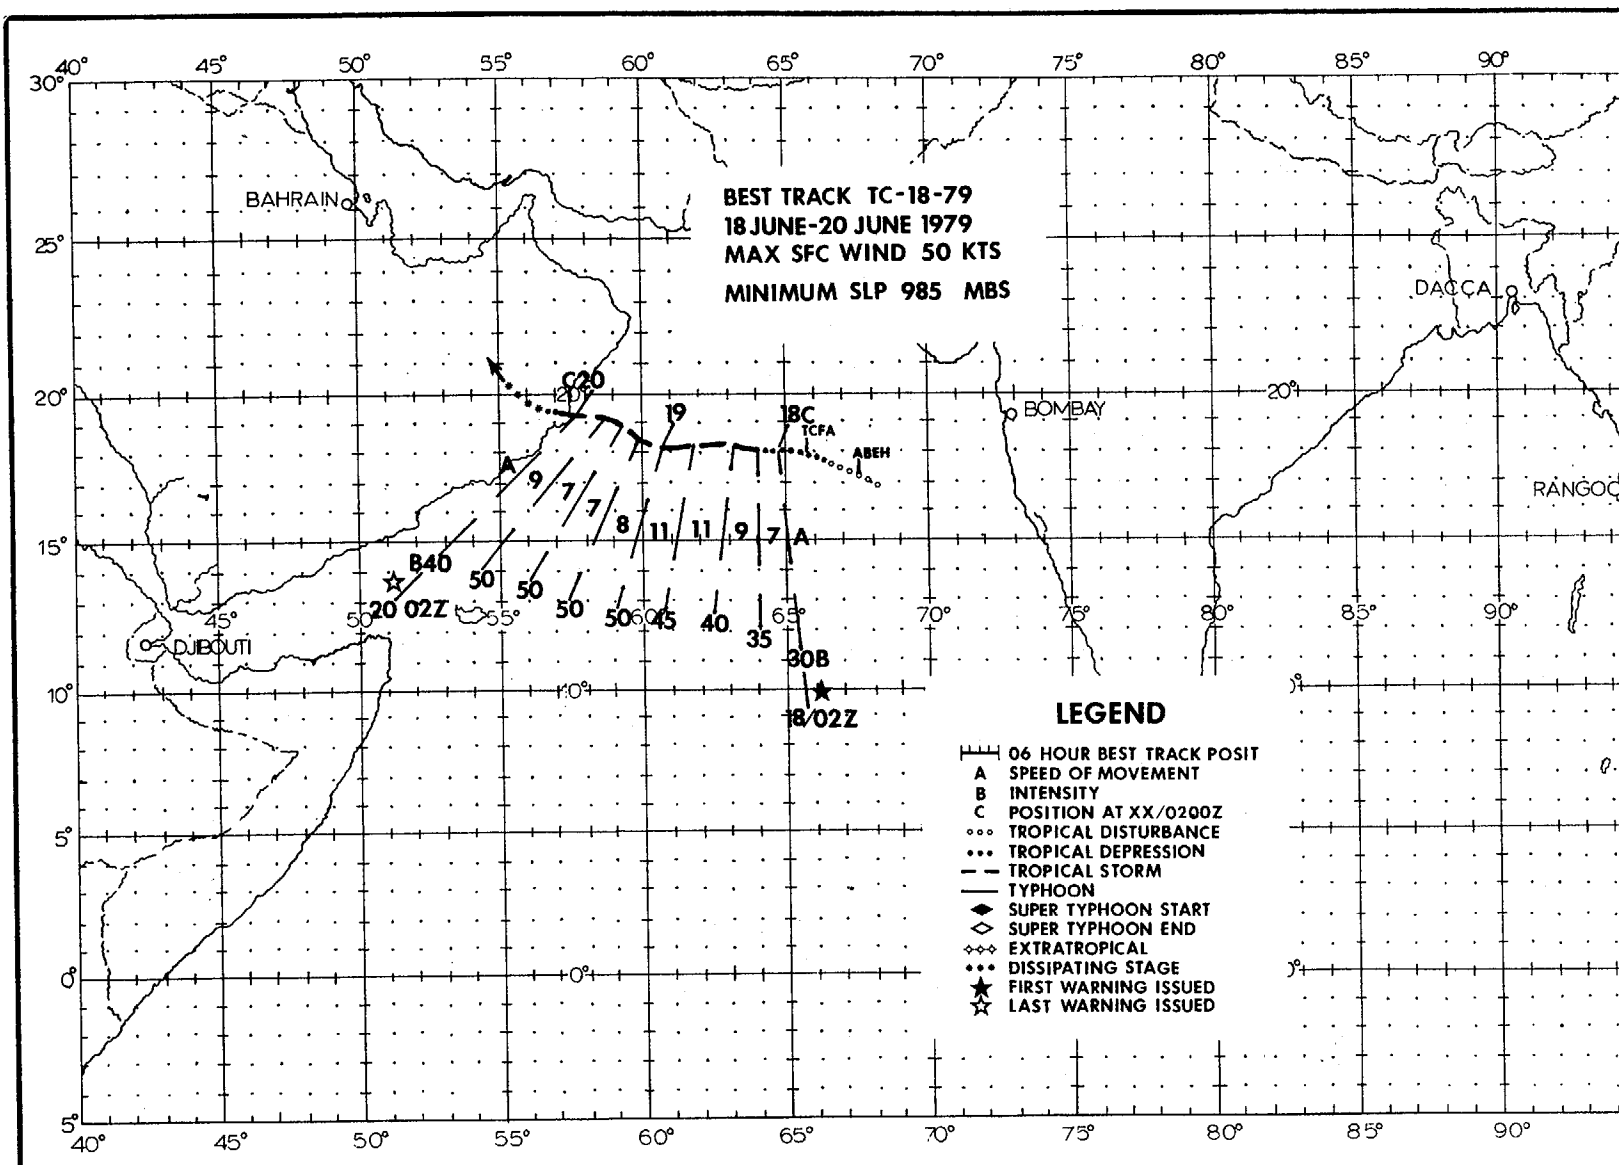 40° 45° 50° 55° 60° 65° 70° 75° 80° 85° 90°
30°
BAHRAIN
BEST TRACK TC-18-79
18 JUNE-20 JUNE 1979
MAX SFC WIND 50 KTS
MINIMUM SLP 985 MBS
25°
DACCA
C20
20° 20° 20°
19 18C
TCFA
ABEH
BOMBAY
A 9 7 7 8 11 11 9 7 A
RANGOO
15°
B40 50 50 50 50 45 40 35 30B
20 02Z
45° 50° 55° 60° 70° 75° 80° 85° 90°
DJIBOUTI
10° 10° 0°
18/02Z
LEGEND
06 HOUR BEST TRACK POSIT
A SPEED OF MOVEMENT
B INTENSITY
C POSITION AT XX/0200Z
TROPICAL DISTURBANCE
TROPICAL DEPRESSION
TROPICAL STORM
TYPHOON
SUPER TYPHOON START
SUPER TYPHOON END
EXTRATROPICAL
DISSIPATING STAGE
FIRST WARNING ISSUED
LAST WARNING ISSUED
5°
0° 0° 0°
5°
40° 45° 50° 55° 60° 65° 70° 75° 80° 85° 90°